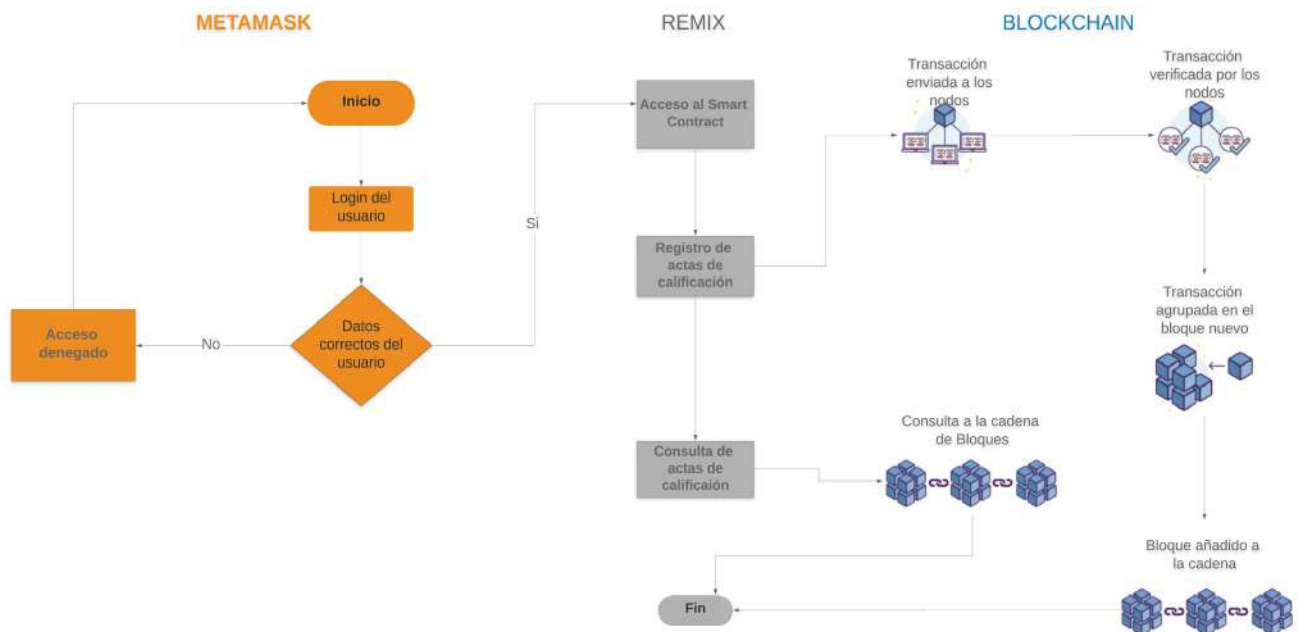 METAMASK
REMIX
BLOCKCHAIN
Inicio
Login del
usuario
Datos
correctos del
usuario
No
Acceso
denegado
Si
Acceso al Smart
Contract
Registro de
actas de
calificación
Consulta de
actas de
calificaión
Transacción
enviada a los
nodos
Transacción
verificada por los
nodos
Transacción
agrupada en el
bloque nuevo
Consulta a la cadena
de Bloques
Bloque añadido a
la cadena
Fin